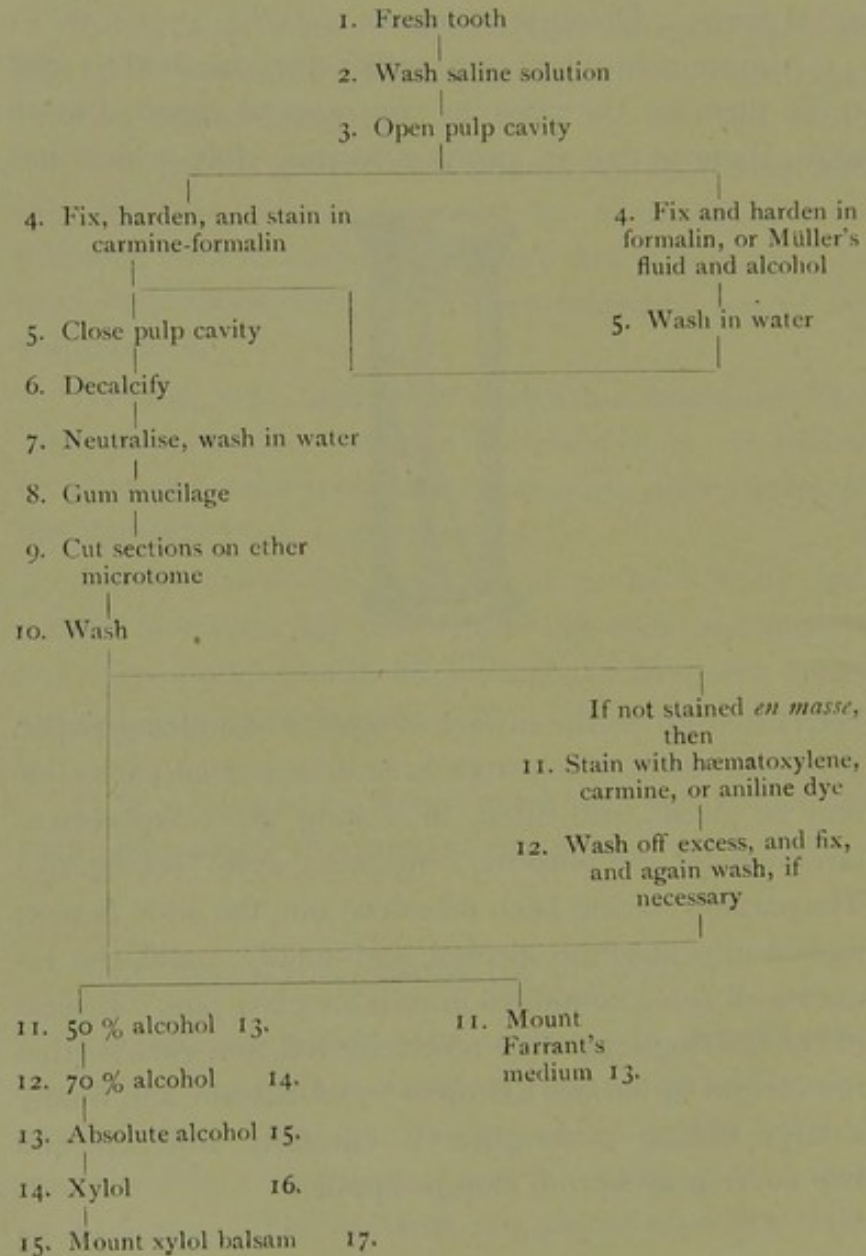 1. Fresh tooth
2. Wash saline solution
3. Open pulp cavity
4. Fix, harden, and stain in
carmine-formalin
4. Fix and harden in
formalin, or Müller's
fluid and alcohol
5. Wash in water
5. Close pulp cavity
6. Decalcify
7. Neutralise, wash in water
8. Gum mucilage
9. Cut sections on ether
microtome
10. Wash
If not stained en masse,
then
11. Stain with hæmatoxylene,
carmine, or aniline dye
12. Wash off excess, and fix,
and again wash, if
necessary
11. 50 % alcohol 13.
12. 70 % alcohol 14.
13. Absolute alcohol 15.
14. Xylol 16.
15. Mount xylol balsam 17.
11. Mount
Farrant's
medium 13.